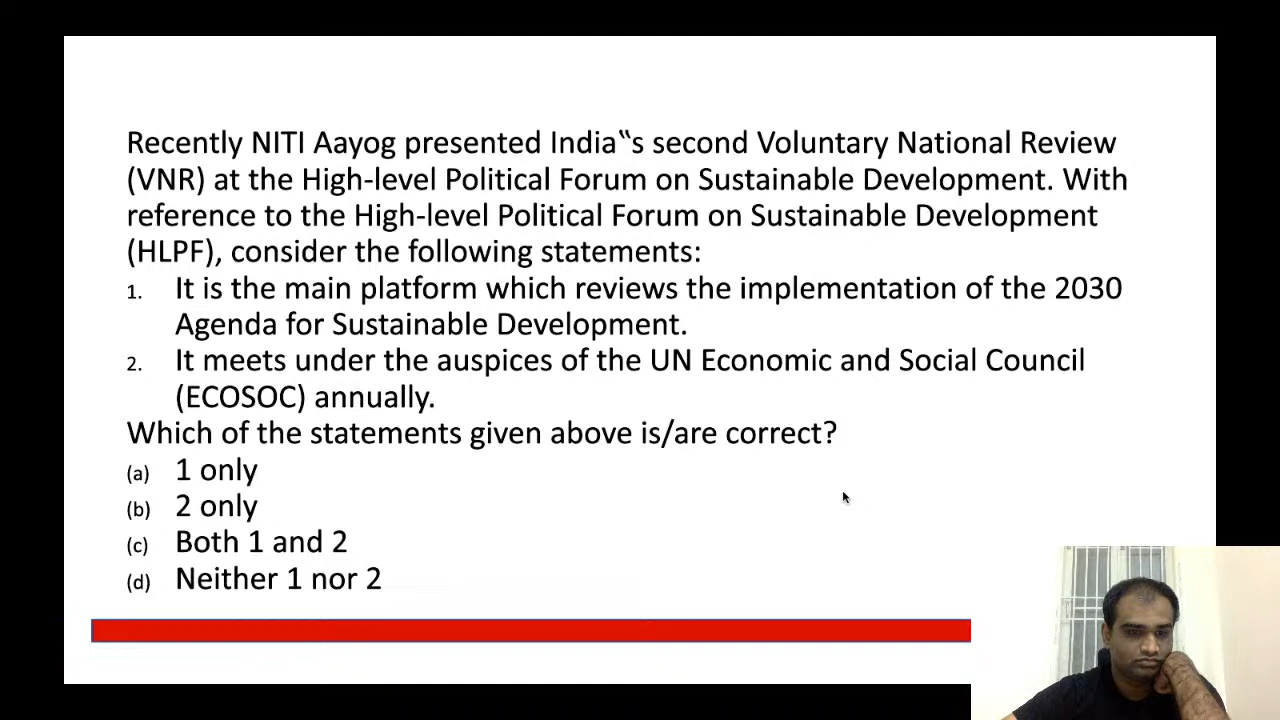 Recently NITI Aayog presented India‟s second Voluntary National Review
(VNR) at the High-level Political Forum on Sustainable Development. With
reference to the High-level Political Forum on Sustainable Development
(HLPF), consider the following statements:
1. It is the main platform which reviews the implementation of the 2030
Agenda for Sustainable Development.
2. It meets under the auspices of the UN Economic and Social Council
(ECOSOC) annually.
Which of the statements given above is/are correct?
(a) 1 only
(b) 2 only
(c) Both 1 and 2
(d) Neither 1 nor 2